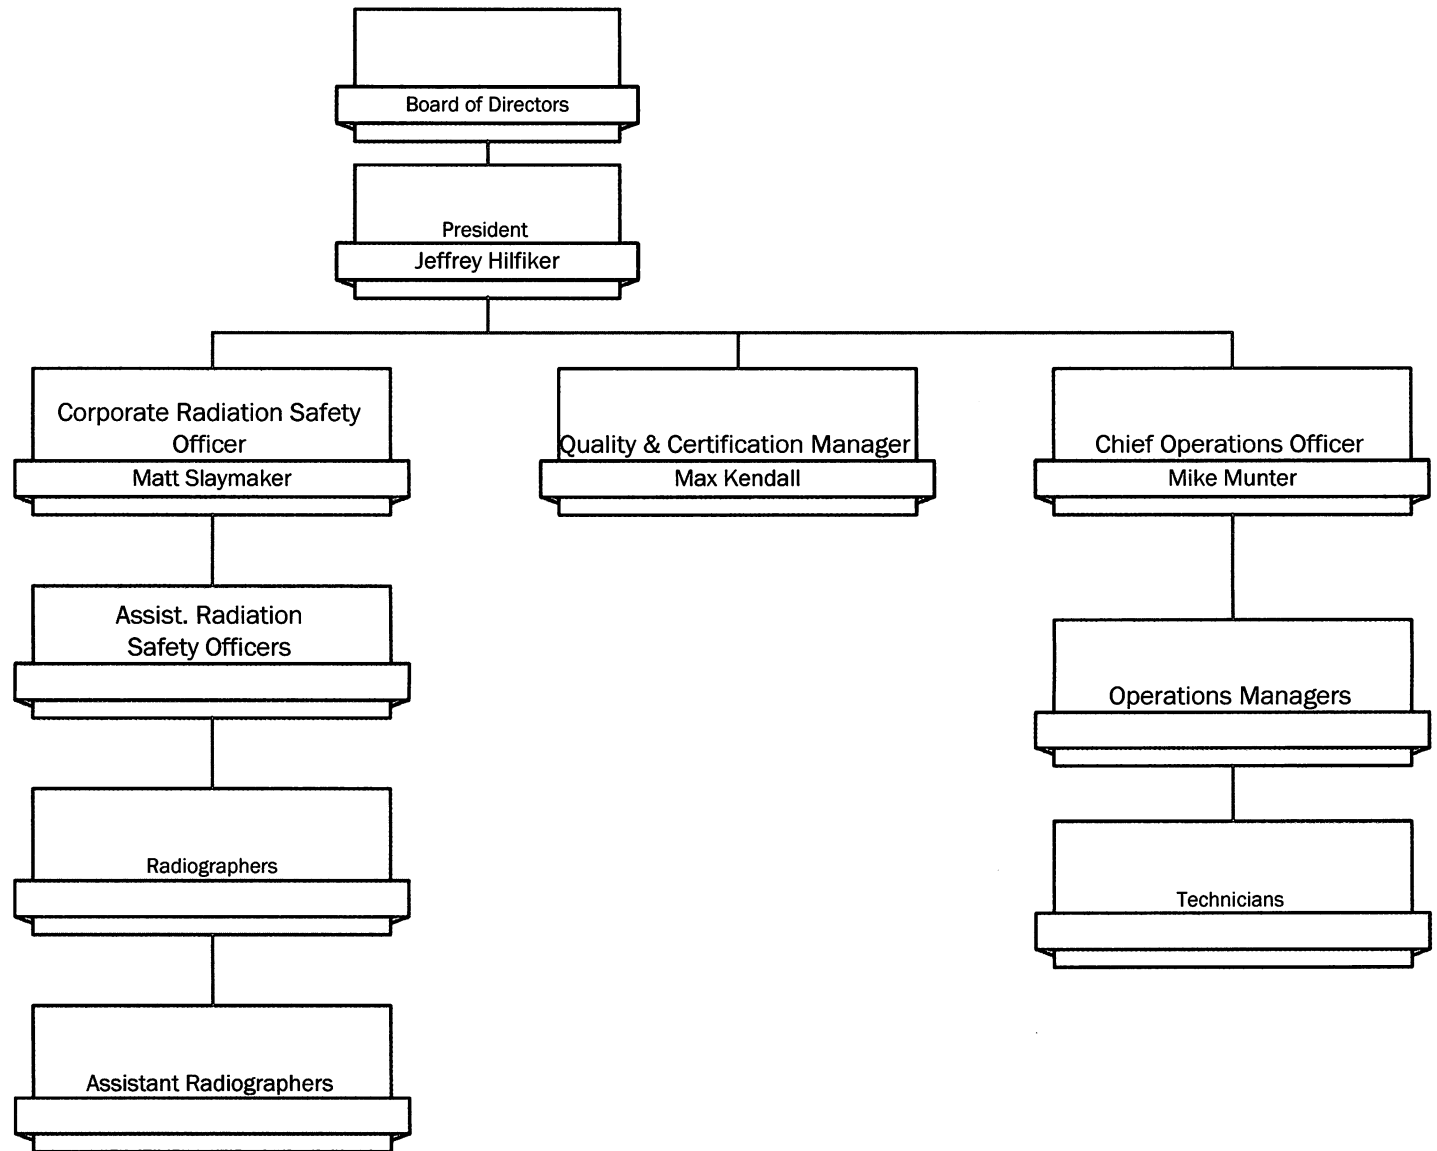 Board of Directors
President
Jeffrey Hilfiker
Corporate Radiation Safety
Officer
Matt Slaymaker
Quality & Certification Manager
Max Kendall
Chief Operations Officer
Mike Munter
Assist. Radiation
Safety Officers
Operations Managers
Radiographers
Technicians
Assistant Radiographers